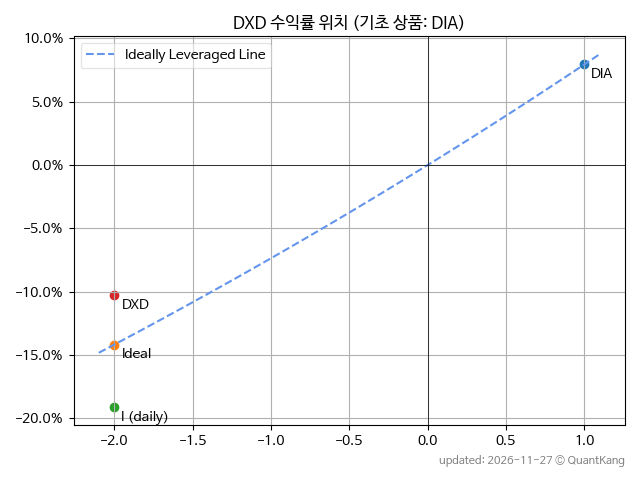 DXD 수익률 위치 (기초 상품: DIA)
10.0%
5.0%
0.0%
−5.0%
−10.0%
−15.0%
−20.0%
Ideally Leveraged Line
DIA
DXD
Ideal
I (daily)
−2.0 −1.5 −1.0 −0.5 0.0 0.5 1.0
updated: 2026−11−27 © QuantKang